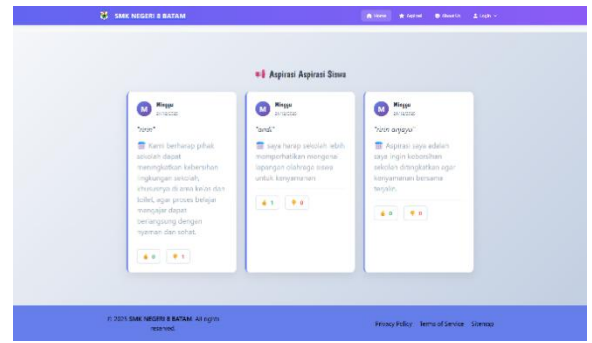 SMK NEGERI 8 BATAM
Home Aspirasi About Us Login
Aspirasi Aspirasi Siswa
M Minggu
"ririn"
Kami berharap pihak
sekolah dapat
meningkatkan kebersihan
lingkungan sekolah,
khususnya di area kelas dan
toilet, agar proses belajar
mengajar dapat
berlangsung dengan
nyaman dan sehat.
0 1
M Minggu
"andi"
saya harap sekolah lebih
memperhatikan mengenai
lapangan olahraga siswa
untuk kenyamanan
1 0
M Minggu
"ririn anjayu"
Aspirasi saya adalah
saya ingin kebersihan
sekolah ditingkatkan agar
kenyamanan bersama
terjalin.
0 0
© 2025 SMK NEGERI 8 BATAM. All rights
reserved.
Privacy Policy Terms of Service Sitemap